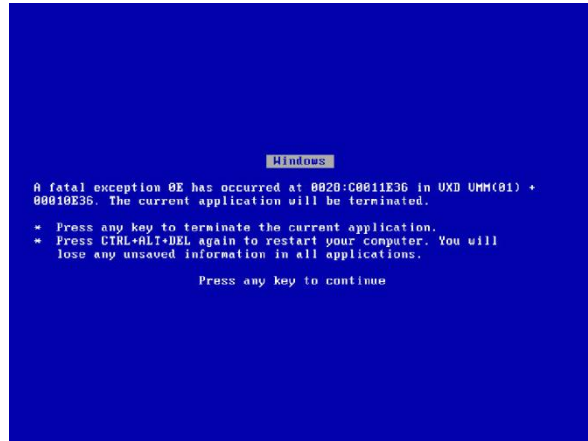 Windows
A fatal exception 0E has occurred at 0028:C0011E36 in VXD VMM(01) +
00010E36. The current application will be terminated.
* Press any key to terminate the current application.
* Press CTRL+ALT+DEL again to restart your computer. You will
lose any unsaved information in all applications.
Press any key to continue